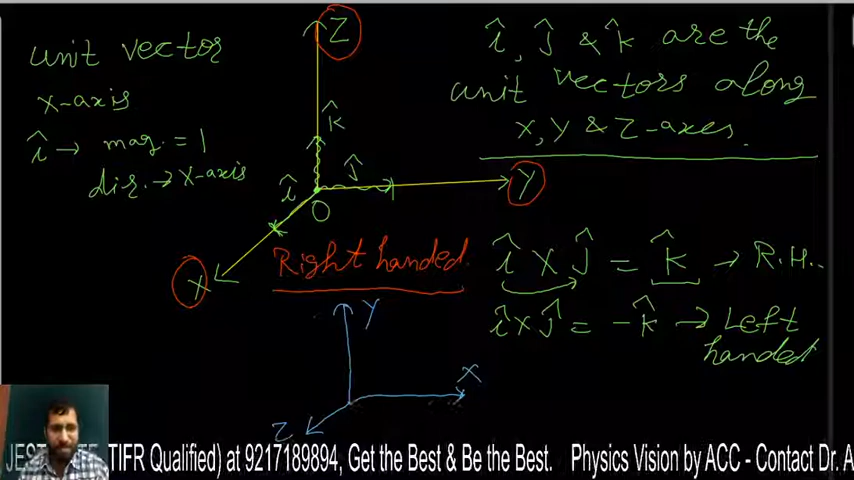 unit vector
x-axis
î → mag. = 1
dir. → x-axis
Z
k̂
ĵ
î
O
Y
X
Right handed
î, ĵ & k̂ are the
unit vectors along
x, y & z-axes.
î x ĵ = k̂ → R.H.
î x ĵ = -k̂ → Left
handed
Y
X
Z
TIFR Qualified) at 9217189894, Get the Best & Be the Best. Physics Vision by ACC - Contact Dr. A